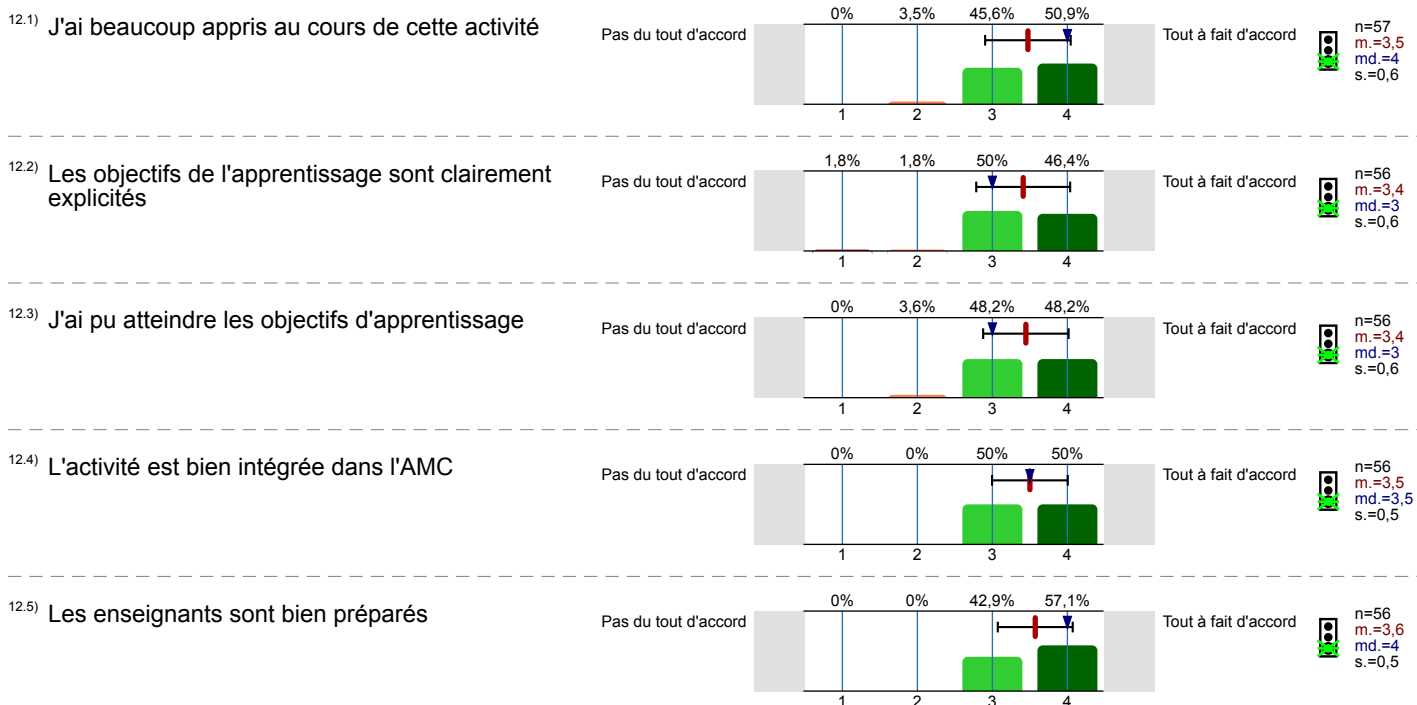 12.1) J'ai beaucoup appris au cours de cette activité
Pas du tout d'accord
0% 3,5% 45,6% 50,9%
1 2 3 4
Tout à fait d'accord
n=57
m.=3,5
md.=4
s.=0,6
12.2) Les objectifs de l'apprentissage sont clairement
explicités
Pas du tout d'accord
1,8% 1,8% 50% 46,4%
1 2 3 4
Tout à fait d'accord
n=56
m.=3,4
md.=3
s.=0,6
12.3) J'ai pu atteindre les objectifs d'apprentissage
Pas du tout d'accord
0% 3,6% 48,2% 48,2%
1 2 3 4
Tout à fait d'accord
n=56
m.=3,4
md.=3
s.=0,6
12.4) L'activité est bien intégrée dans l'AMC
Pas du tout d'accord
0% 0% 50% 50%
1 2 3 4
Tout à fait d'accord
n=56
m.=3,5
md.=3,5
s.=0,5
12.5) Les enseignants sont bien préparés
Pas du tout d'accord
0% 0% 42,9% 57,1%
1 2 3 4
Tout à fait d'accord
n=56
m.=3,6
md.=4
s.=0,5